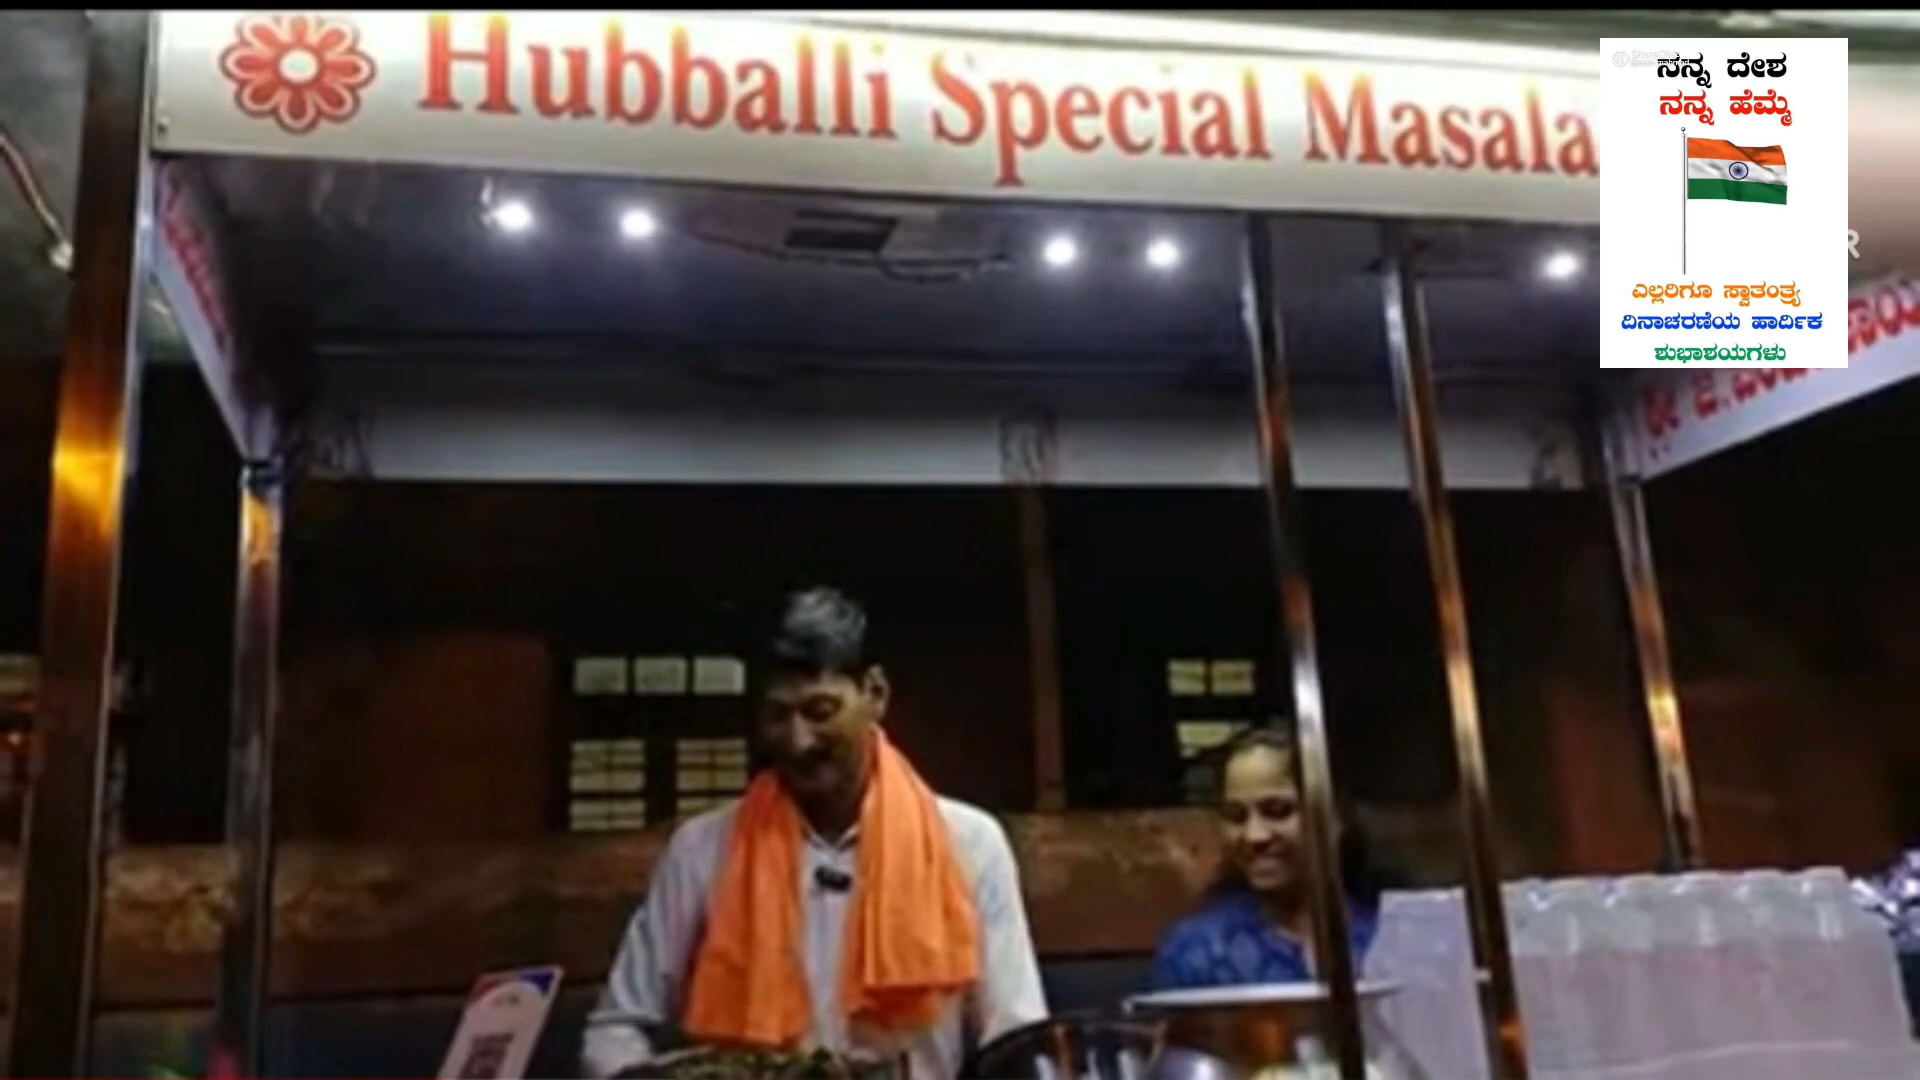 Hubballi Special Masala
ನನ್ನ ದೇಶ
ನನ್ನ ಹೆಮ್ಮೆ
ಎಲ್ಲರಿಗೂ ಸ್ವಾತಂತ್ರ್ಯ
ದಿನಾಚರಣೆಯ ಹಾರ್ದಿಕ
ಶುಭಾಶಯಗಳು